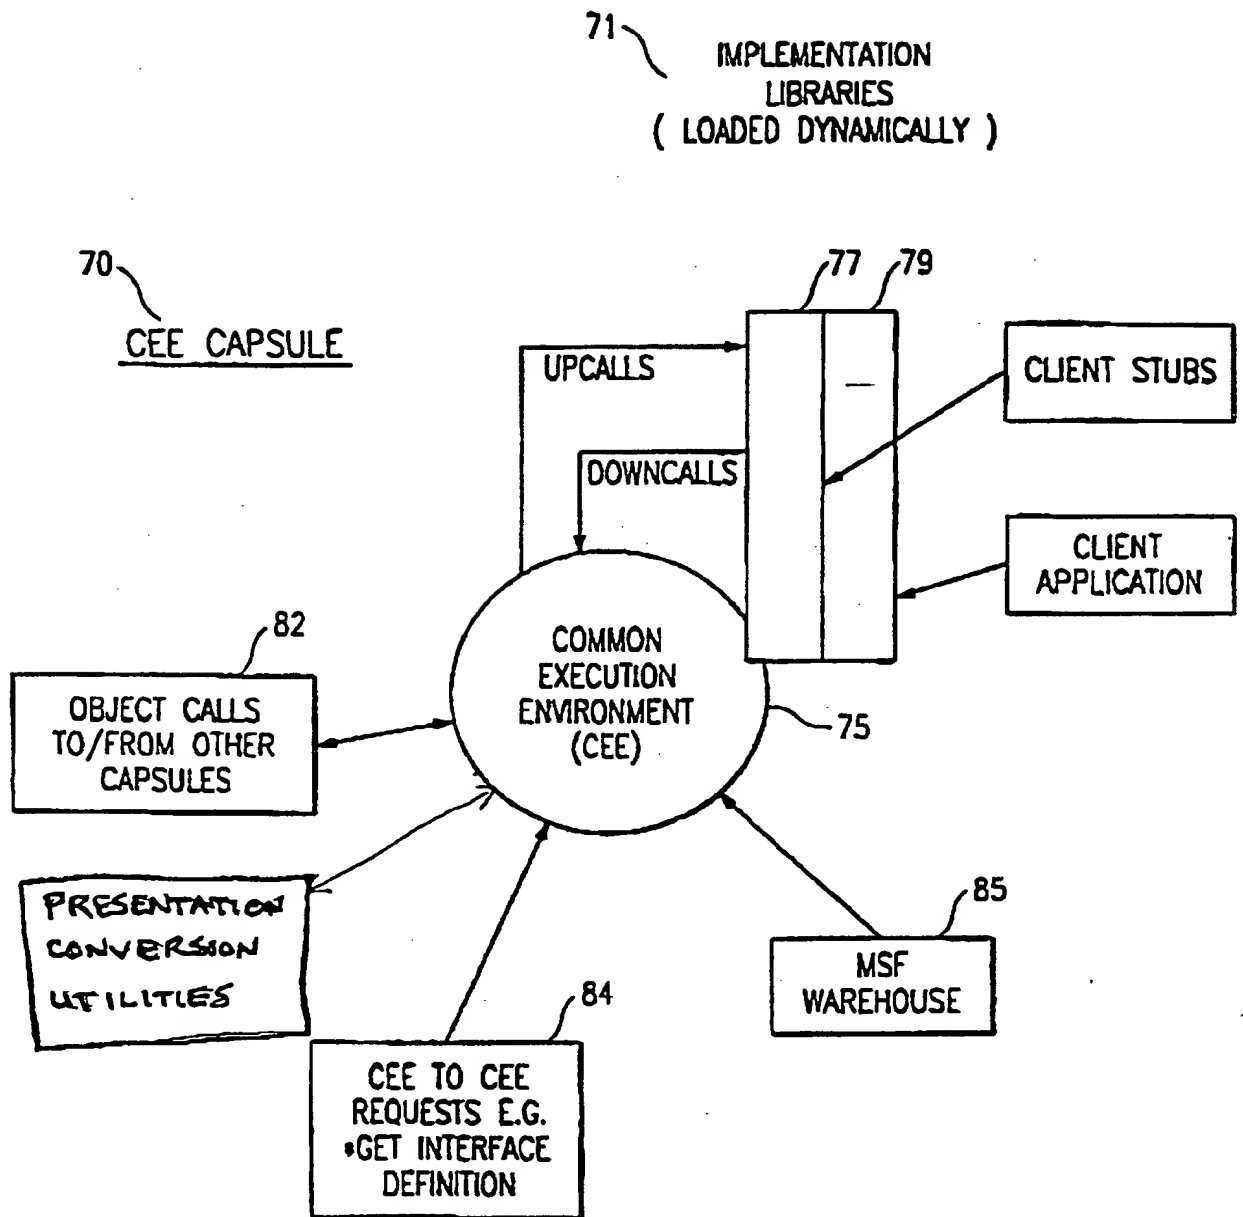 71
IMPLEMENTATION
LIBRARIES
( LOADED DYNAMICALLY )
70
CEE CAPSULE
77
79
UPCALLS
DOWNCALLS
CLIENT STUBS
CLIENT
APPLICATION
COMMON
EXECUTION
ENVIRONMENT
(CEE)
75
82
OBJECT CALLS
TO/FROM OTHER
CAPSULES
PRESENTATION
CONVERSION
UTILITIES
84
CEE TO CEE
REQUESTS E.G.
•GET INTERFACE
DEFINITION
85
MSF
WAREHOUSE